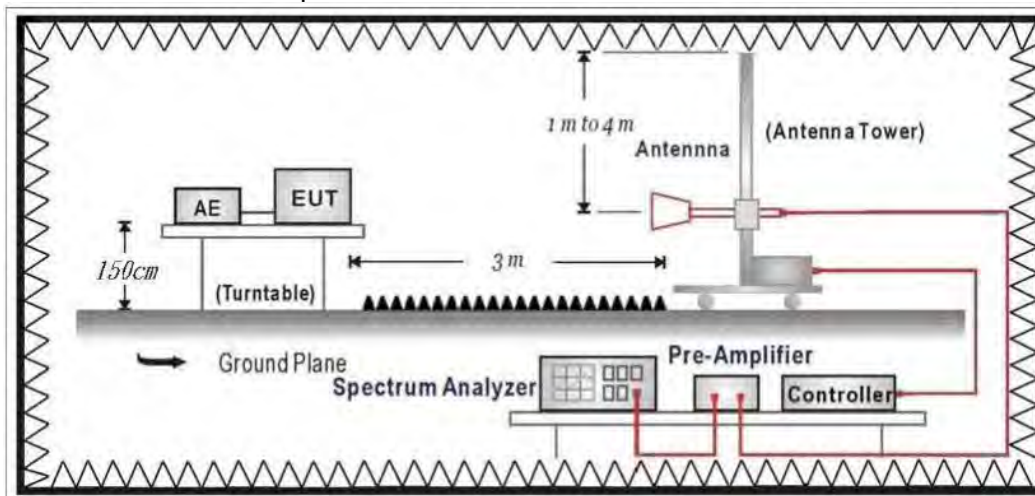 1 m to 4 m
(Antenna Tower)
Antennna
AE
EUT
150cm
3 m
(Turntable)
Ground Plane
Pre-Amplifier
Spectrum Analyzer
Controller